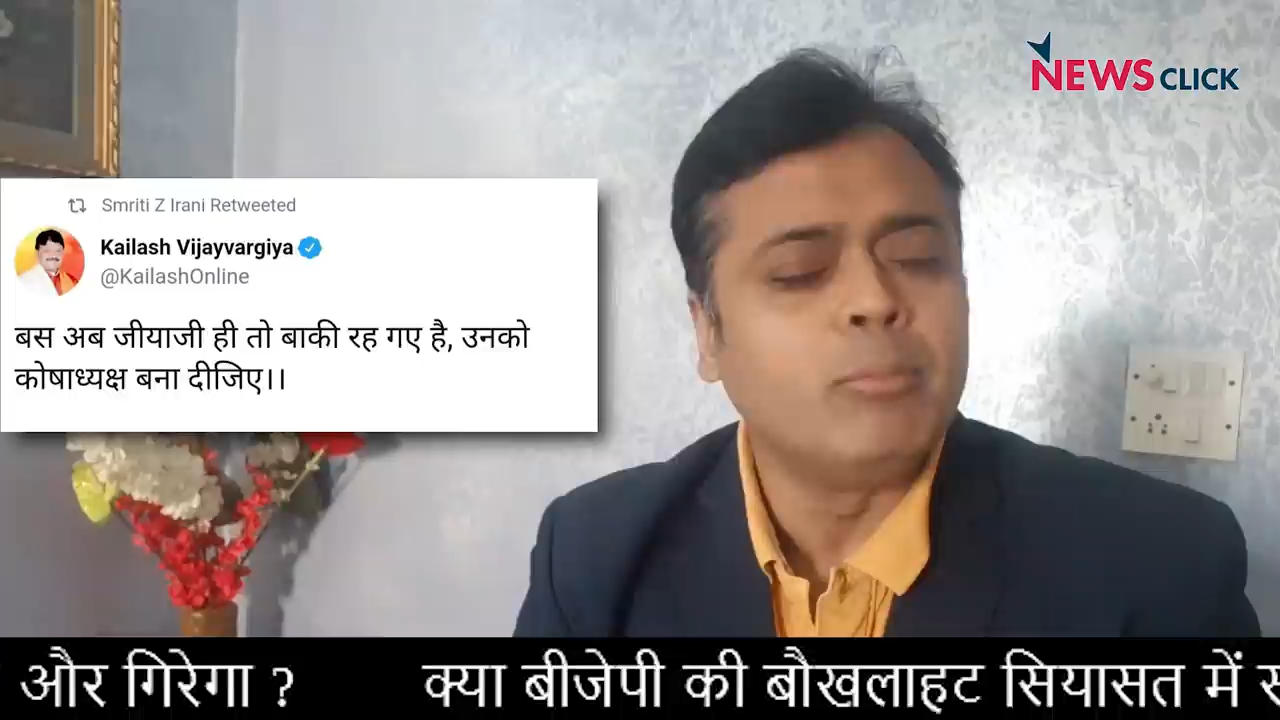 NEWS CLICK
Smriti Z Irani Retweeted
Kailash Vijayvargiya
@KailashOnline
बस अब जीयाजी ही तो बाकी रह गए है, उनको
कोषाध्यक्ष बना दीजिए।।
और गिरेगा ? क्या बीजेपी की बौखलाहट सियासत में